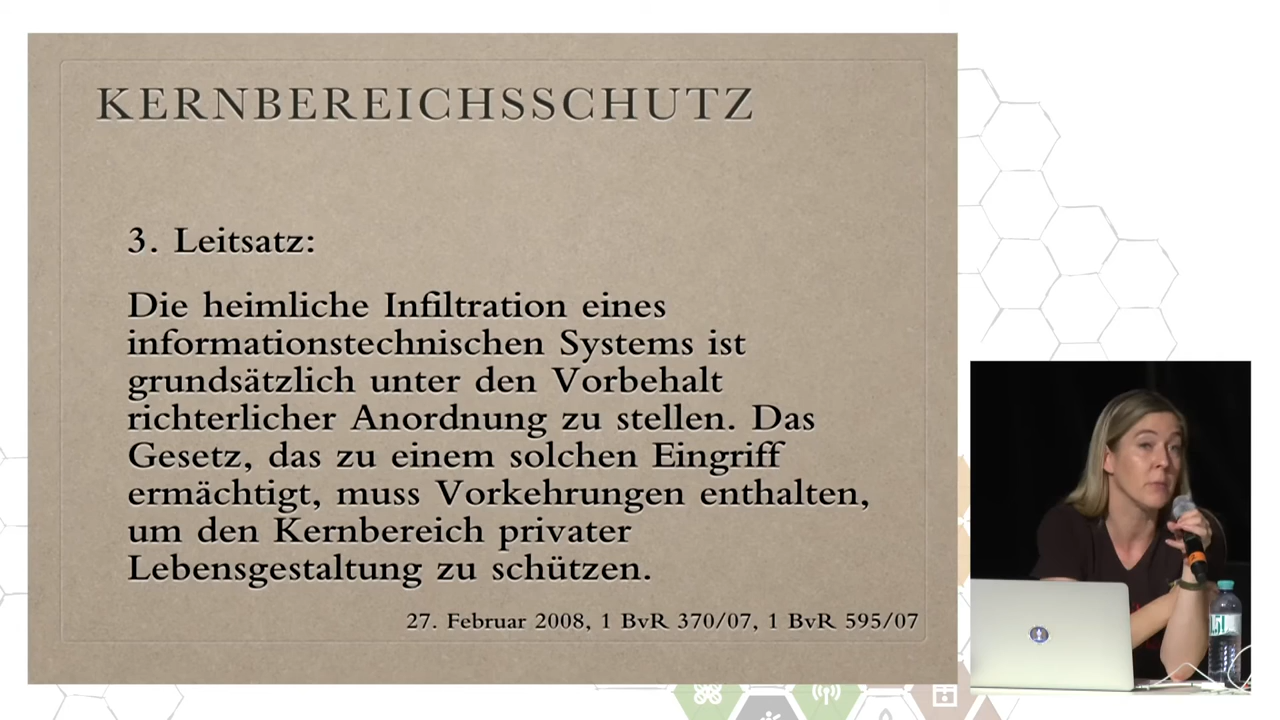 KERNBEREICHSSCHUTZ
3. Leitsatz:
Die heimliche Infiltration eines
informationstechnischen Systems ist
grundsätzlich unter den Vorbehalt
richterlicher Anordnung zu stellen. Das
Gesetz, das zu einem solchen Eingriff
ermächtigt, muss Vorkehrungen enthalten,
um den Kernbereich privater
Lebensgestaltung zu schützen.
27. Februar 2008, 1 BvR 370/07, 1 BvR 595/07